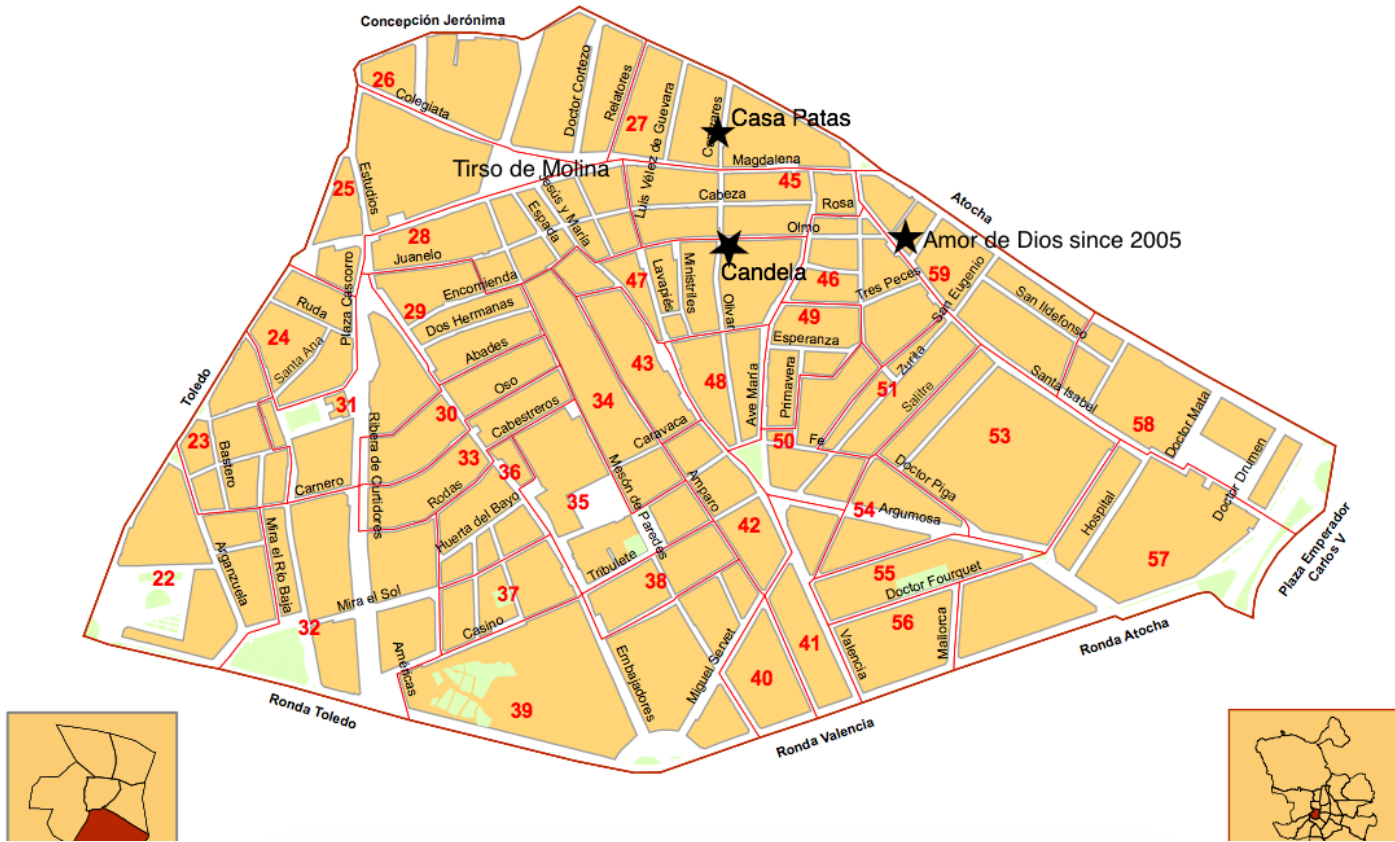 Concepción Jerónima
26
Colegiata
Doctor Cortezo
Relatores
27
Luis Vélez de Guevara
Casa Patas
Magdalena
Tirso de Molina
45
Estudios
25
Jesús y María
Cabeza
Rosa
Atocha
Espada
28
Olmo
Amor de Dios since 2005
Juanelo
Candela
47
Lavapiés
Ministriles
Olivar
46
Tres Peces
59
San Eugenio
San Ildefonso
Plaza Cascorro
Encomienda
29
Dos Hermanas
Ruda
24
Santa Ana
49
Esperanza
Abades
43
Zurita
51
Toledo
Oso
48
Ave María
Primavera
Salitre
Santa Isabel
31
30
34
Cabestreros
Caravaca
50
Fe
53
58
Doctor Mata
23
Bastero
Ribera de Curtidores
33
36
Mesón de Paredes
Doctor Piga
Doctor Drumen
Carnero
Rodas
35
Amparo
54
Argumosa
Hospital
Huerta del Bayo
42
Plaza Emperador
Carlos V
Arganzuela
Mira el Río Baja
Tribulete
38
55
Doctor Fourquet
57
22
37
Mira el Sol
32
Casino
41
56
Valencia
Mallorca
Ronda Atocha
Américas
Embajadores
Miguel Servet
40
39
Ronda Toledo
Ronda Valencia